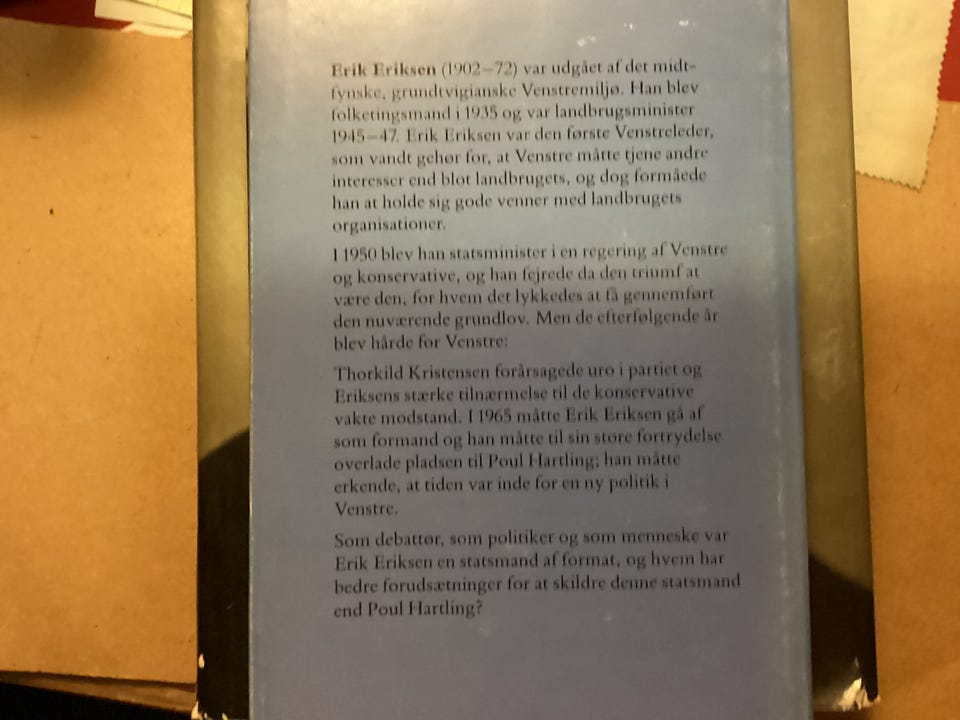 Erik Eriksen (1902–72) var udgået af det midt-
fynske, grundtvigianske Venstremiljø. Han blev
folketingsmand i 1935 og var landbrugsminister
1945–47. Erik Eriksen var den første Venstreleder,
som vandt gehør for, at Venstre måtte tjene andre
interesser end blot landbrugets, og dog formåede
han at holde sig gode venner med landbrugets
organisationer.
I 1950 blev han statsminister i en regering af Venstre
og konservative, og han fejrede da den triumf at
være den, for hvem det lykkedes at få gennemført
den nuværende grundlov. Men de efterfølgende år
blev hårde for Venstre:
Thorkild Kristensen forårsagede uro i partiet og
Eriksens stærke tilnærmelse til de konservative
vakte modstand. I 1965 måtte Erik Eriksen gå af
som formand og han måtte til sin store fortrydelse
overlade pladsen til Poul Hartling; han måtte
erkende, at tiden var inde for en ny politik i
Venstre.
Som debattør, som politiker og som menneske var
Erik Eriksen en statsmand af format, og hvem har
bedre forudsætninger for at skildre denne statsmand
end Poul Hartling?